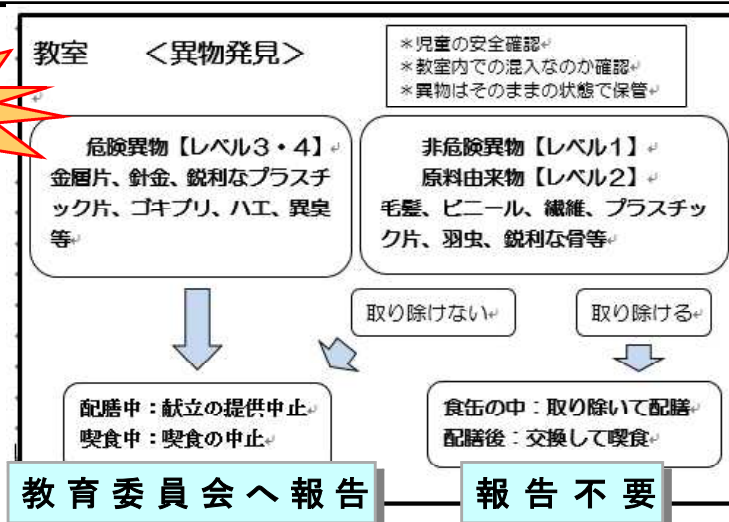 教室 ＜異物発見＞
＊児童の安全確認
＊教室内での混入なのか確認
＊異物はそのままの状態で保管
危険異物【レベル３・４】
金属片、針金、鋭利なプラスチ
ック片、ゴキブリ、ハエ、異臭
等
非危険異物【レベル１】
原料由来物【レベル２】
毛髪、ビニール、繊維、プラスチッ
ク片、羽虫、鋭利な骨等
取り除けない
取り除ける
配膳中：献立の提供中止
喫食中：喫食の中止
食缶の中：取り除いて配膳
配膳後：交換して喫食
教育委員会へ報告
報告不要